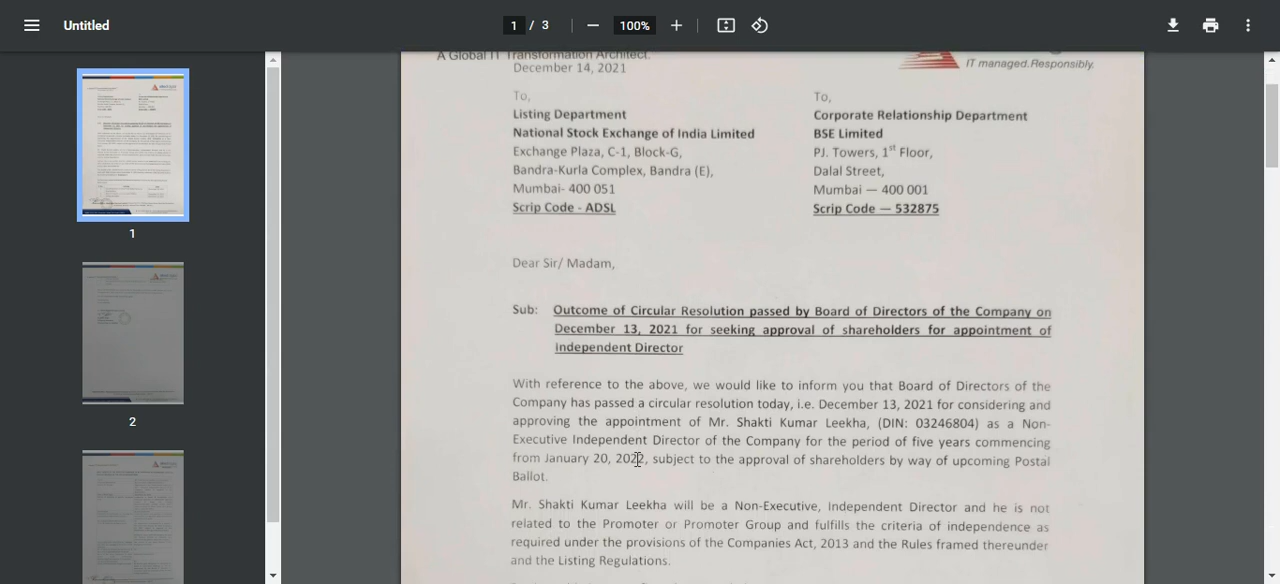 Untitled
1 / 3
100%
A Global IT Transformation Architect.
IT managed.Responsibly.
December 14, 2021
To,
Listing Department
National Stock Exchange of India Limited
Exchange Plaza, C-1, Block-G,
Bandra-Kurla Complex, Bandra (E),
Mumbai- 400 051
Scrip Code - ADSL
To,
Corporate Relationship Department
BSE Limited
PJ. Towers, 1st Floor,
Dalal Street,
Mumbai — 400 001
Scrip Code — 532875
Dear Sir/ Madam,
Sub: Outcome of Circular Resolution passed by Board of Directors of the Company on
December 13, 2021 for seeking approval of shareholders for appointment of
Independent Director
With reference to the above, we would like to inform you that Board of Directors of the
Company has passed a circular resolution today, i.e. December 13, 2021 for considering and
approving the appointment of Mr. Shakti Kumar Leekha, (DIN: 03246804) as a Non-
Executive Independent Director of the Company for the period of five years commencing
from January 20, 2022, subject to the approval of shareholders by way of upcoming Postal
Ballot.
Mr. Shakti Kumar Leekha will be a Non-Executive, Independent Director and he is not
related to the Promoter or Promoter Group and fulfills the criteria of independence as
required under the provisions of the Companies Act, 2013 and the Rules framed thereunder
and the Listing Regulations.
1
2